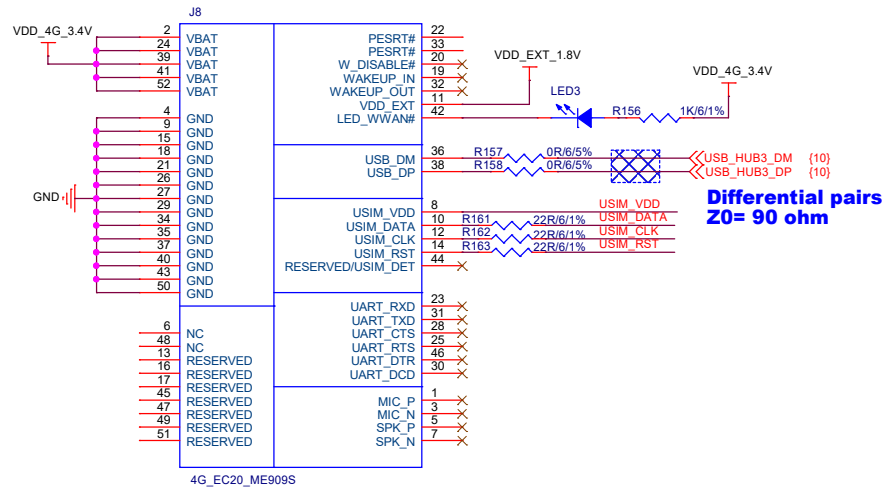 J8
VDD_4G_3.4V
2 VBAT
24 VBAT
39 VBAT
41 VBAT
52 VBAT
4 GND
9 GND
15 GND
18 GND
21 GND
26 GND
27 GND
29 GND
34 GND
35 GND
37 GND
40 GND
43 GND
50 GND
GND
6 NC
48 NC
13 RESERVED
16 RESERVED
17 RESERVED
45 RESERVED
47 RESERVED
49 RESERVED
51 RESERVED
PESRT# 22
PESRT# 33
W_DISABLE# 20
WAKEUP_IN 19
WAKEUP_OUT 32
VDD_EXT 11
LED_WWAN# 42
VDD_EXT_1.8V
LED3
R156 1K/6/1%
VDD_4G_3.4V
USB_DM 36 R157 0R/6/5% USB_HUB3_DM {10}
USB_DP 38 R158 0R/6/5% USB_HUB3_DP {10}
Differential pairs
Z0= 90 ohm
USIM_VDD 8 USIM_VDD
USIM_DATA 10 R161 22R/6/1% USIM_DATA
USIM_CLK 12 R162 22R/6/1% USIM_CLK
USIM_RST 14 R163 22R/6/1% USIM_RST
RESERVED/USIM_DET 44
UART_RXD 23
UART_TXD 31
UART_CTS 28
UART_RTS 25
UART_DTR 46
UART_DCD 30
MIC_P 1
MIC_N 3
SPK_P 5
SPK_N 7
4G_EC20_ME909S